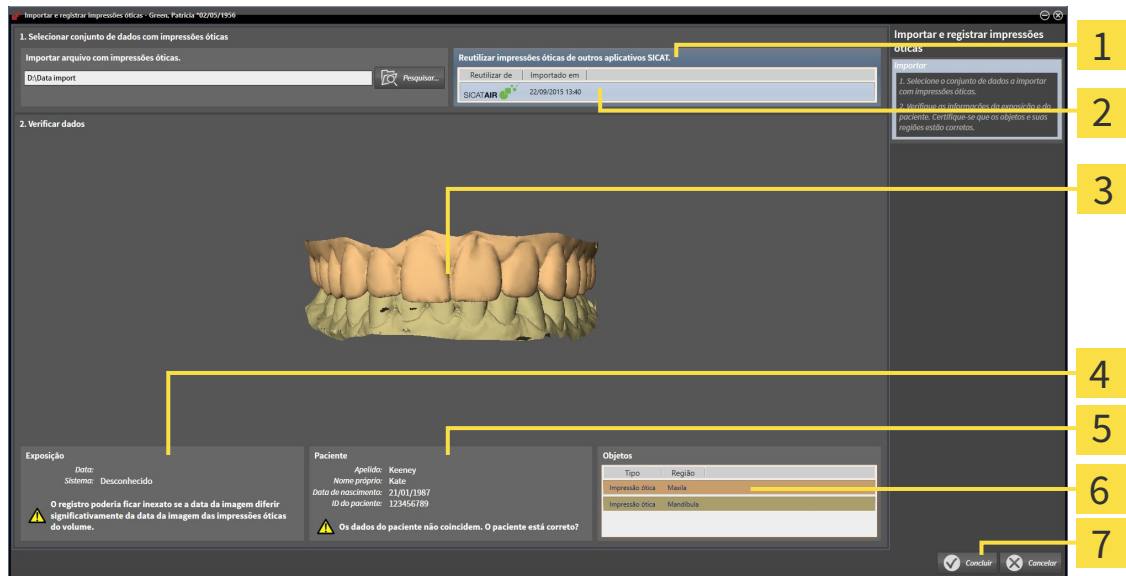 Importar e registrar impressões óticas - Green, Patricia *02/05/1956
1. Selecionar conjunto de dados com impressões óticas
Importar arquivo com impressões óticas.
D:\Data import
Pesquisar...
Reutilizar impressões óticas de outros aplicativos SICAT.
Reutilizar de
Importado em
SICATAIR
22/09/2015 13:40
Importar e registrar impressões
óticas
Importar
1. Selecione o conjunto de dados a importar
com impressões óticas.
2. Verifique as informações da exposição e do
paciente. Certifique-se que os objetos e suas
regiões estão corretos.
1
2
3
4
5
6
7
2. Verificar dados
Exposição
Data:
Sistema: Desconhecido
O registro poderia ficar inexato se a data da imagem diferir
significativamente da data da imagem das impressões óticas
do volume.
Paciente
Apelido: Keeney
Nome próprio: Kate
Data de nascimento: 21/01/1987
ID do paciente: 123456789
Os dados do paciente não coincidem. O paciente está correto?
Objetos
Tipo
Região
Impressão ótica Maxila
Impressão ótica Mandíbula
Concluir
Cancelar